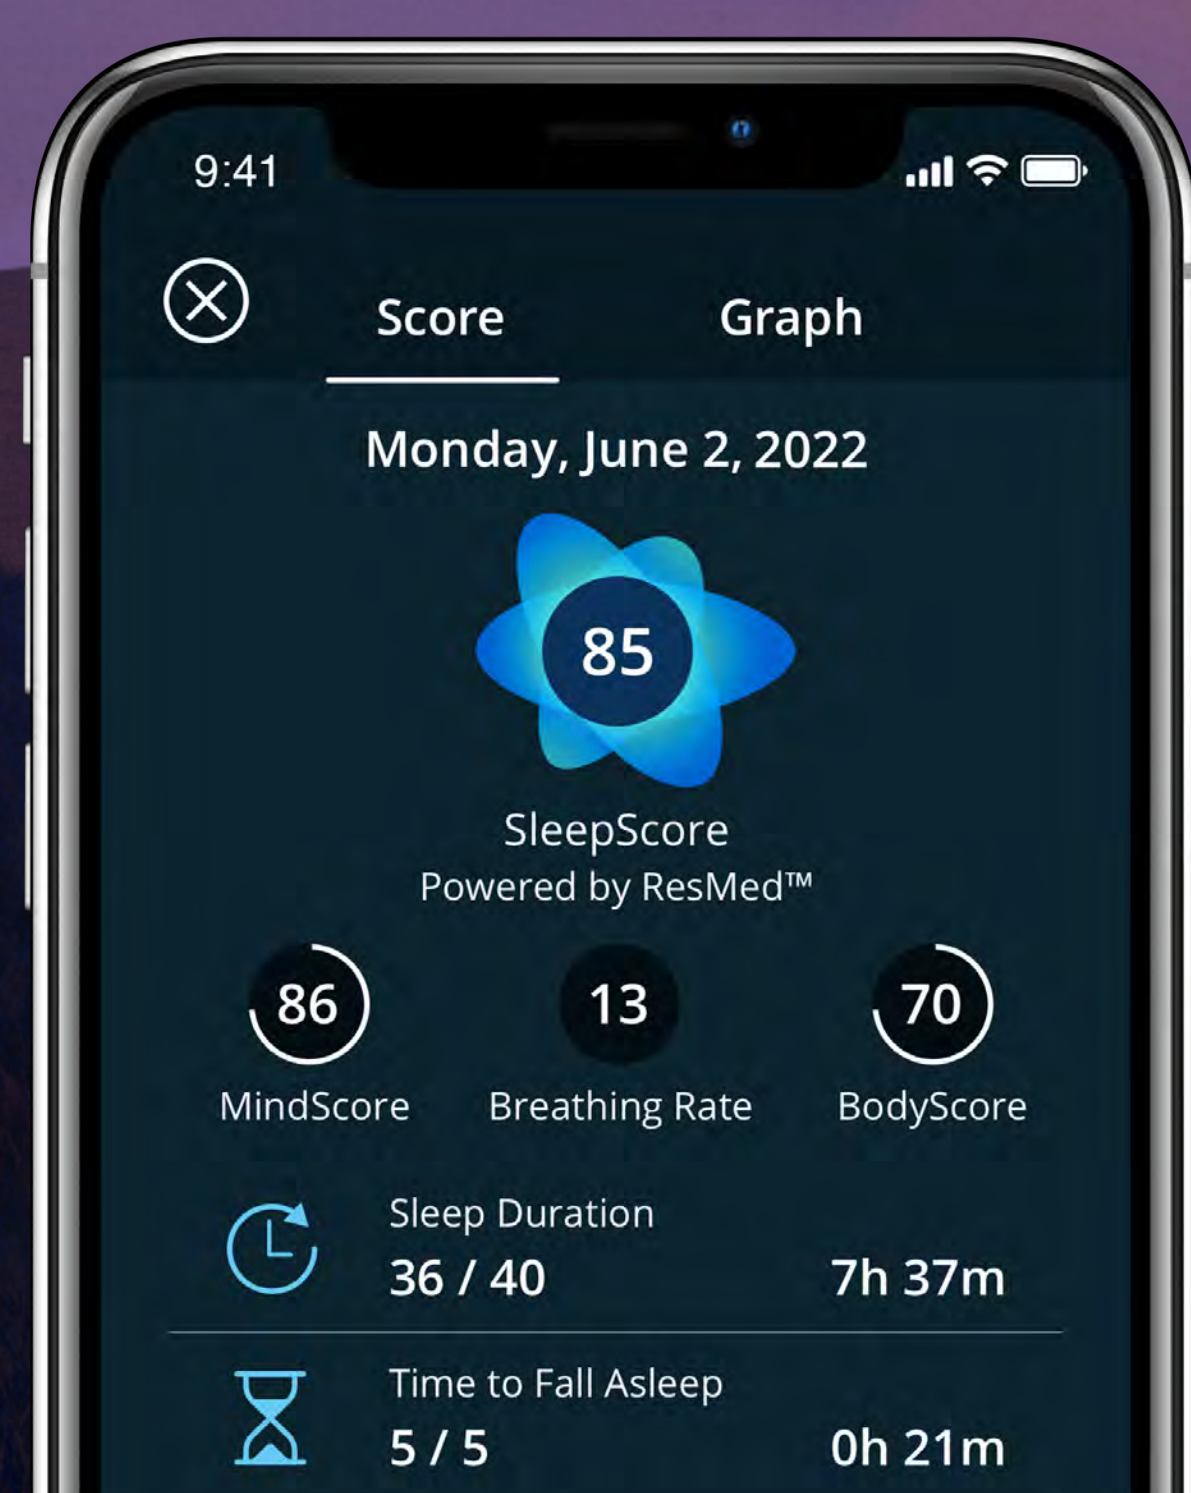 9:41
Score
Graph
Monday, June 2, 2022
85
SleepScore
Powered by ResMed™
86
13
70
MindScore
Breathing Rate
BodyScore
Sleep Duration
36 / 40
7h 37m
Time to Fall Asleep
5 / 5
0h 21m